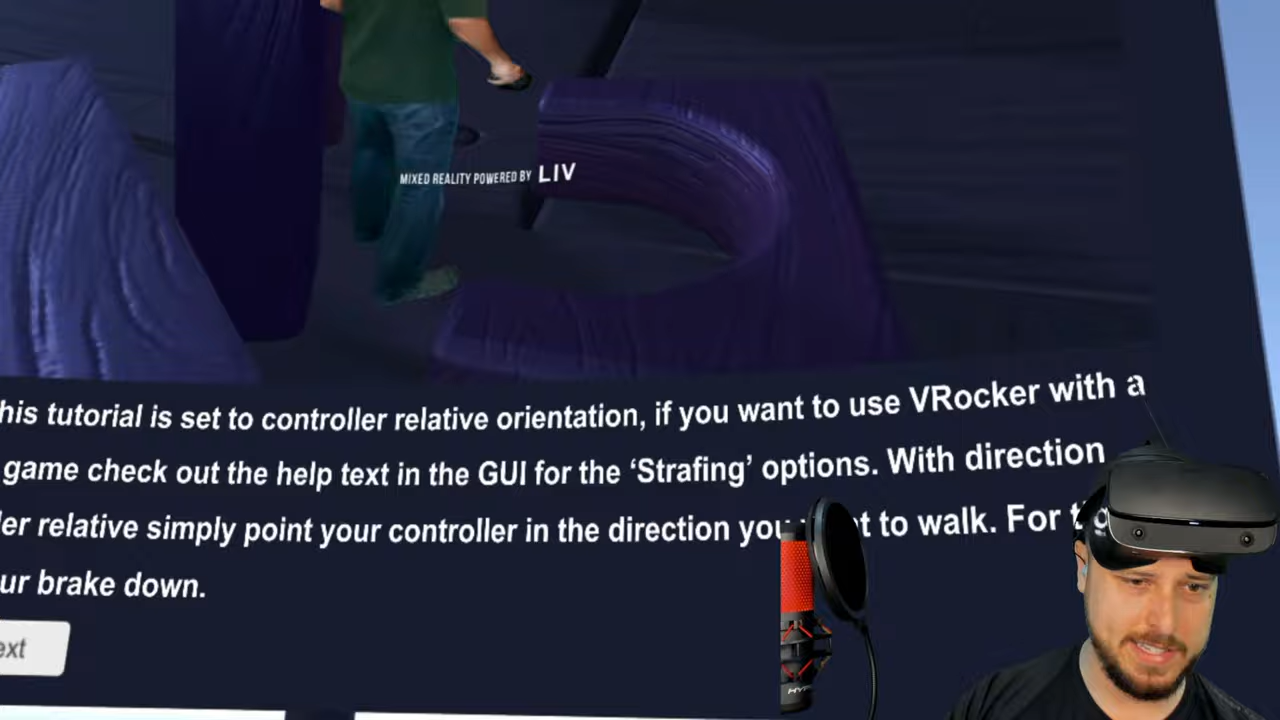 MIXED REALITY POWERED BY LIV
his tutorial is set to controller relative orientation, if you want to use VRocker with a
game check out the help text in the GUI for the ‘Strafing’ options. With direction
ler relative simply point your controller in the direction you t to walk. For
ur brake down.
ext
HYP